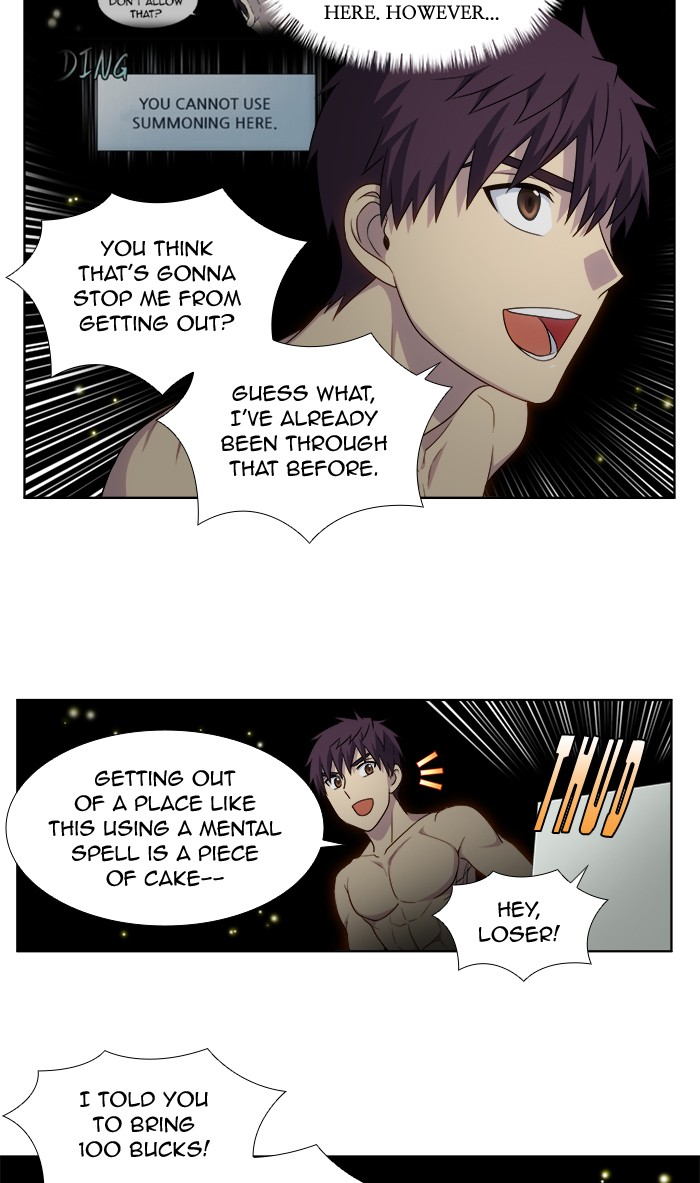 DON'T ALLOW
THAT?
HERE. HOWEVER...
DING
YOU CANNOT USE
SUMMONING HERE.
YOU THINK
THAT'S GONNA
STOP ME FROM
GETTING OUT?
GUESS WHAT,
I'VE ALREADY
BEEN THROUGH
THAT BEFORE.
GETTING OUT
OF A PLACE LIKE
THIS USING A MENTAL
SPELL IS A PIECE
OF CAKE--
THUD
HEY,
LOSER!
I TOLD YOU
TO BRING
100 BUCKS!